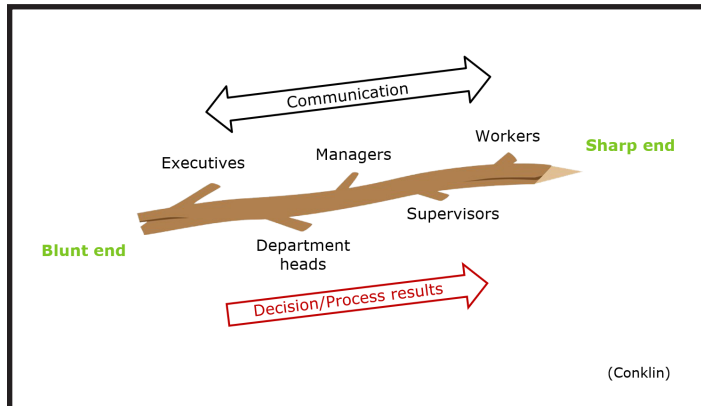 Communication
Workers
Sharp end
Managers
Executives
Supervisors
Blunt end
Department
heads
Decision/Process results
(Conklin)